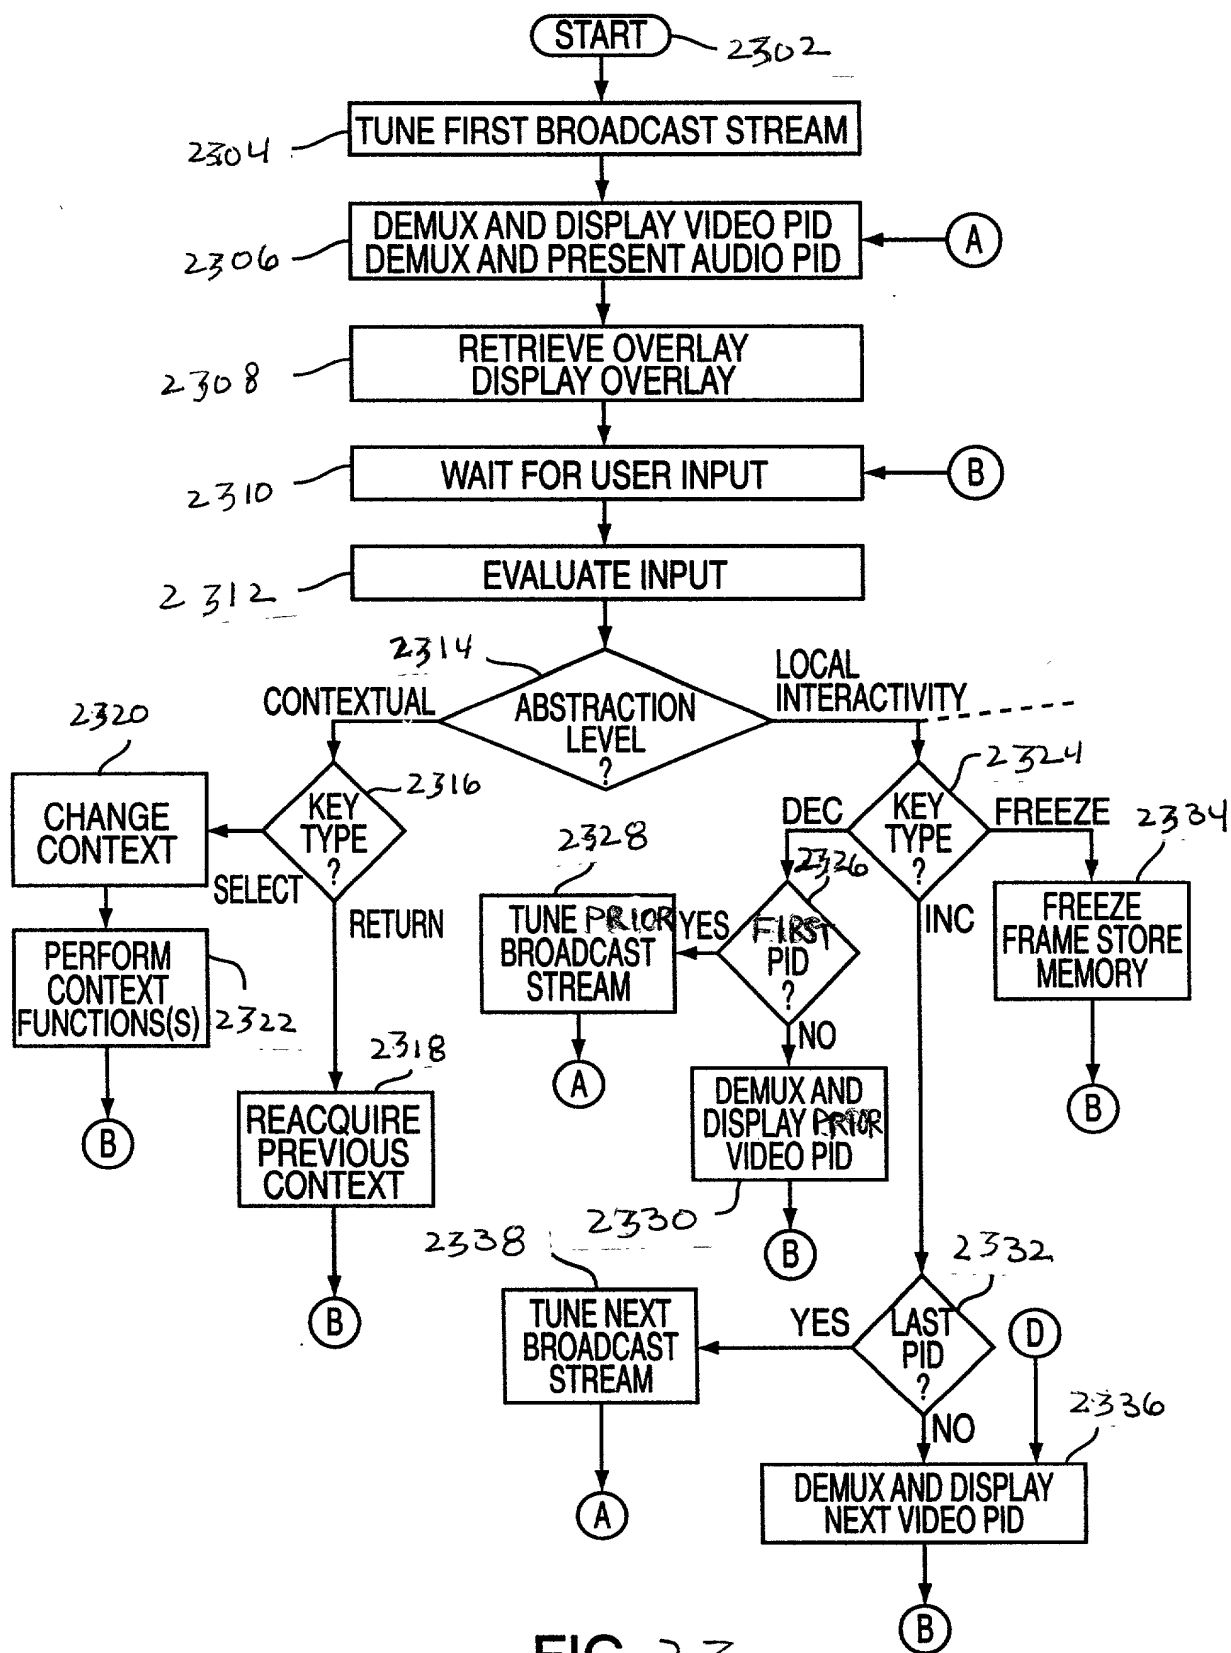 START
2302
TUNE FIRST BROADCAST STREAM
2304
DEMUX AND DISPLAY VIDEO PID
DEMUX AND PRESENT AUDIO PID
A
2306
RETRIEVE OVERLAY
DISPLAY OVERLAY
2308
WAIT FOR USER INPUT
B
2310
EVALUATE INPUT
2312
2314
ABSTRACTION
LEVEL
?
CONTEXTUAL
LOCAL
INTERACTIVITY
2320
CHANGE
CONTEXT
2316
KEY
TYPE
?
SELECT
RETURN
PERFORM
CONTEXT
FUNCTIONS(S)
2322
B
2318
REACQUIRE
PREVIOUS
CONTEXT
B
2324
KEY
TYPE
?
DEC
FREEZE
INC
2334
FREEZE
FRAME STORE
MEMORY
B
2328
TUNE PRIOR
BROADCAST
STREAM
YES
2326
FIRST
PID
?
A
NO
DEMUX AND
DISPLAY PRIOR
VIDEO PID
2330
B
2338
TUNE NEXT
BROADCAST
STREAM
YES
2332
LAST
PID
?
D
A
NO
2336
DEMUX AND DISPLAY
NEXT VIDEO PID
B
FIG. 23